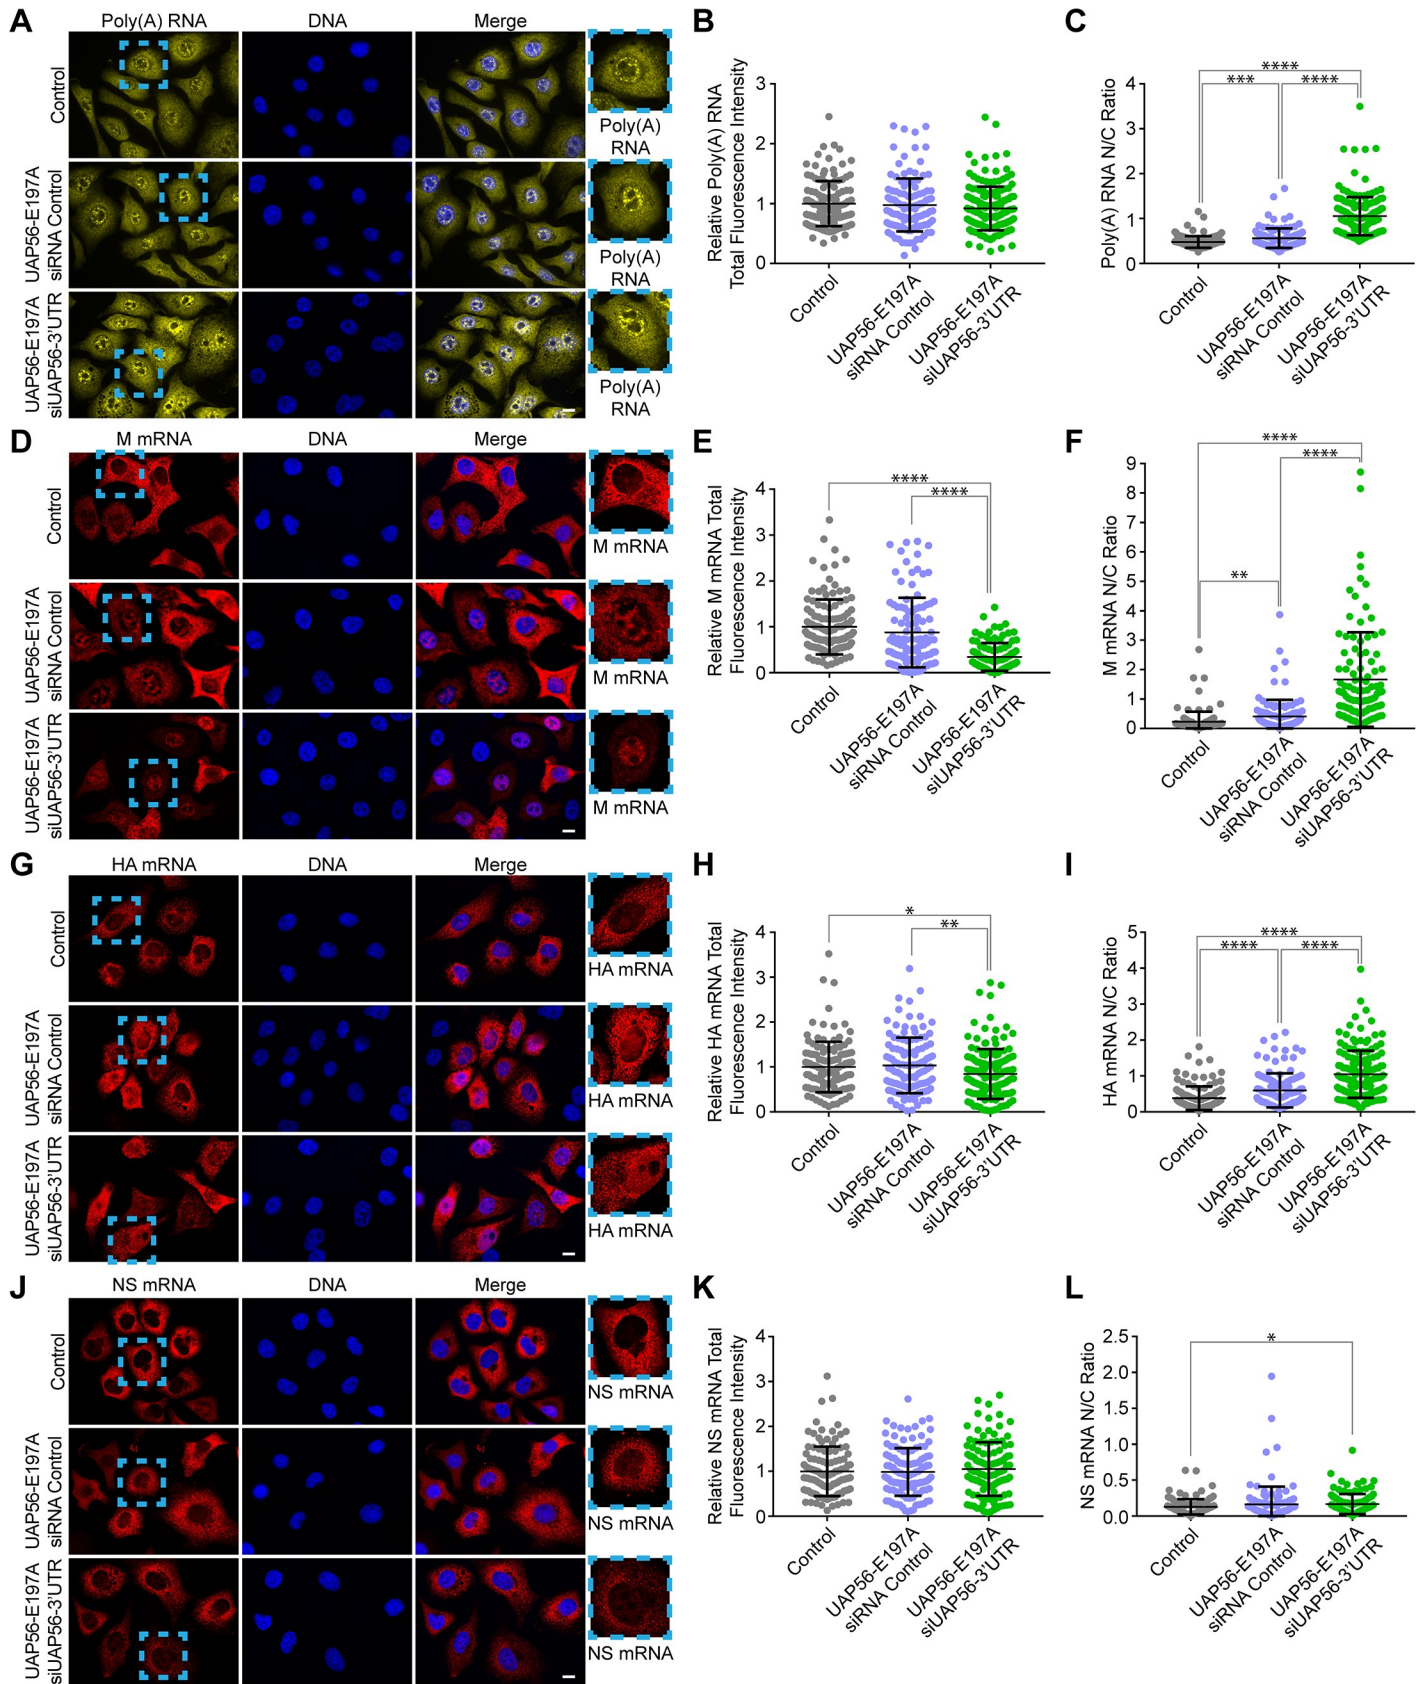 A
Poly(A) RNA DNA Merge
Control
Poly(A)
RNA
UAP56-E197A
siRNA Control
Poly(A)
RNA
UAP56-E197A
siUAP56-3'UTR
Poly(A)
RNA
B
Relative Poly(A) RNA
Total Fluorescence Intensity
3
2
1
0
Control
UAP56-E197A
siRNA Control
UAP56-E197A
siUAP56-3'UTR
C
Poly(A) RNA N/C Ratio
****
*** ****
4
3
2
1
0
Control
UAP56-E197A
siRNA Control
UAP56-E197A
siUAP56-3'UTR
D
M mRNA DNA Merge
Control
M mRNA
UAP56-E197A
siRNA Control
M mRNA
UAP56-E197A
siUAP56-3'UTR
M mRNA
E
Relative M mRNA Total
Fluorescence Intensity
****
****
4
3
2
1
0
Control
UAP56-E197A
siRNA Control
UAP56-E197A
siUAP56-3'UTR
F
M mRNA N/C Ratio
****
****
**
9
8
7
6
5
4
3
2
1
0
Control
UAP56-E197A
siRNA Control
UAP56-E197A
siUAP56-3'UTR
G
HA mRNA DNA Merge
Control
HA mRNA
UAP56-E197A
siRNA Control
HA mRNA
UAP56-E197A
siUAP56-3'UTR
HA mRNA
H
Relative HA mRNA Total
Fluorescence Intensity
*
**
4
3
2
1
0
Control
UAP56-E197A
siRNA Control
UAP56-E197A
siUAP56-3'UTR
I
HA mRNA N/C Ratio
****
**** ****
5
4
3
2
1
0
Control
UAP56-E197A
siRNA Control
UAP56-E197A
siUAP56-3'UTR
J
NS mRNA DNA Merge
Control
NS mRNA
UAP56-E197A
siRNA Control
NS mRNA
UAP56-E197A
siUAP56-3'UTR
NS mRNA
K
Relative NS mRNA Total
Fluorescence Intensity
4
3
2
1
0
Control
UAP56-E197A
siRNA Control
UAP56-E197A
siUAP56-3'UTR
L
NS mRNA N/C Ratio
*
2.5
2.0
1.5
1.0
0.5
0.0
Control
UAP56-E197A
siRNA Control
UAP56-E197A
siUAP56-3'UTR